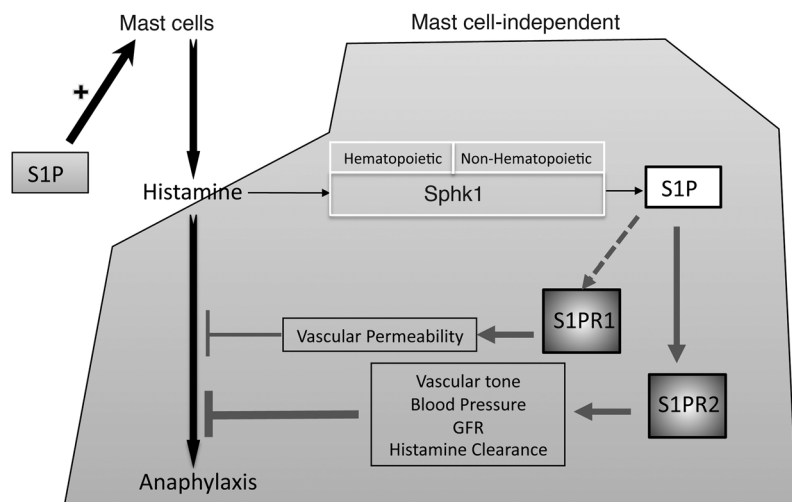 Mast cells
Mast cell-independent
+
S1P
Hematopoietic
Non-Hematopoietic
Histamine
Sphk1
S1P
S1PR1
Vascular Permeability
Vascular tone
Blood Pressure
GFR
Histamine Clearance
S1PR2
Anaphylaxis